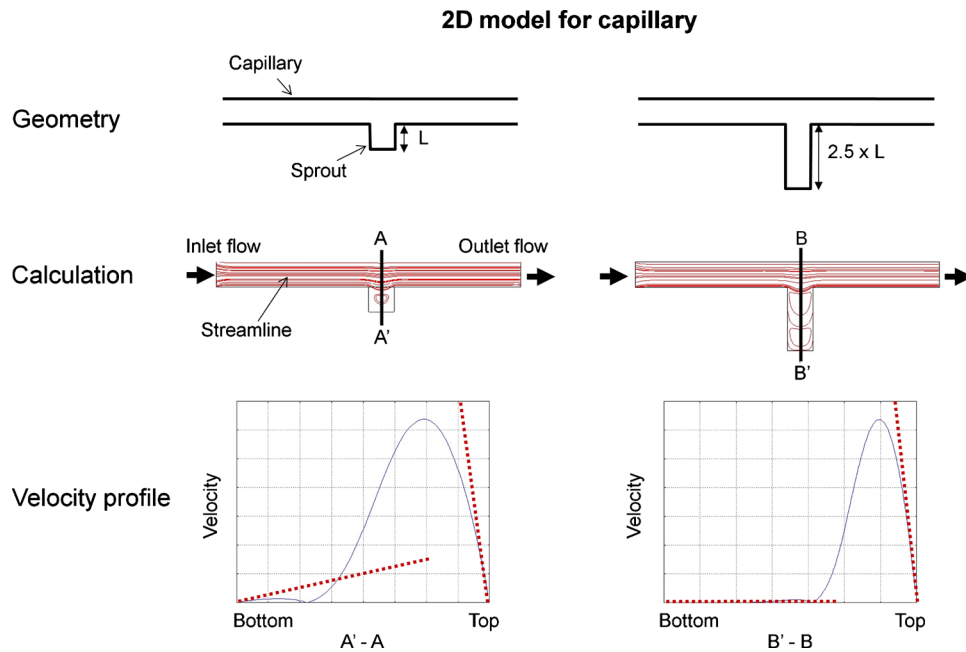 2D model for capillary
Geometry
Capillary
Sprout
L
2.5 x L
Calculation
Inlet flow
A
Outlet flow
Streamline
A'
B
B'
Velocity profile
Velocity
Bottom
Top
A' - A
Velocity
Bottom
Top
B' - B